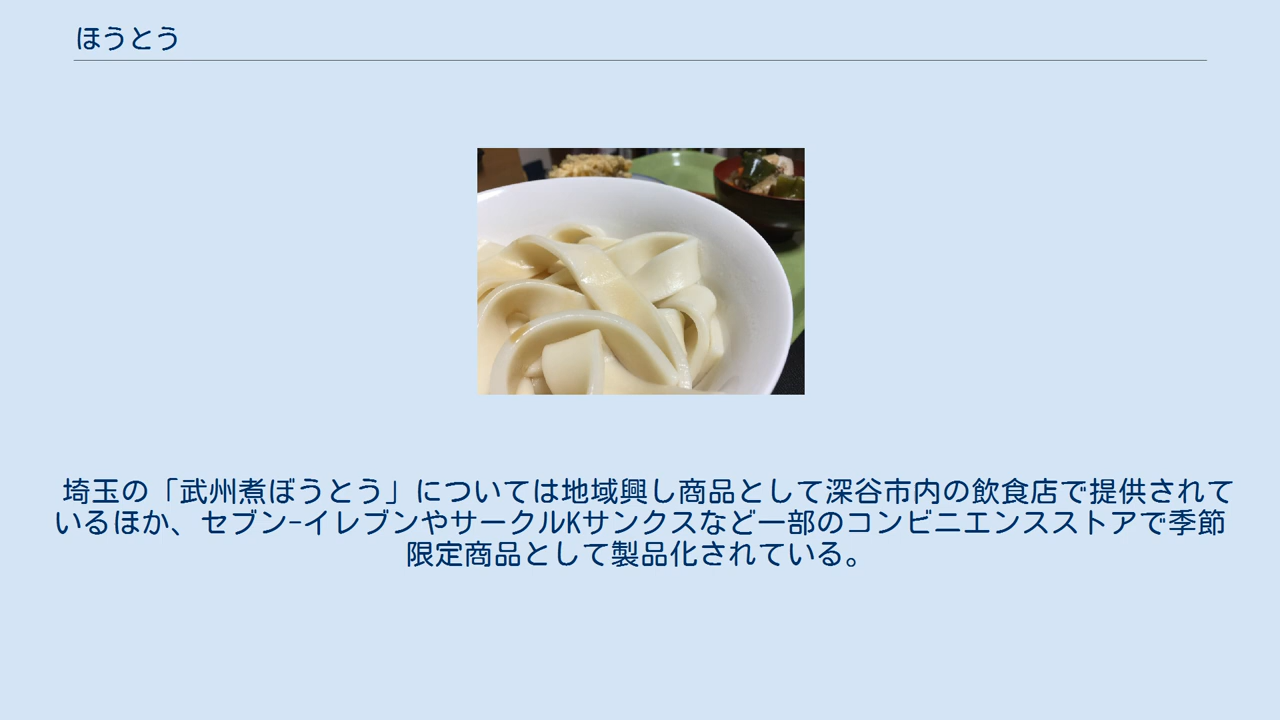 ほうとう
埼玉の「武州煮ぼうとう」については地域興し商品として深谷市内の飲食店で提供されて
いるほか、セブン-イレブンやサークルKサンクスなど一部のコンビニエンスストアで季節
限定商品として製品化されている。